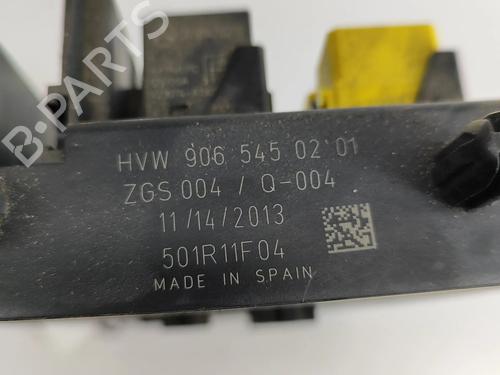 B-PARTS
HVW 906 545 02 01
ZGS 004 / Q-004
11/14/2013
501R11F04
MADE IN SPAIN